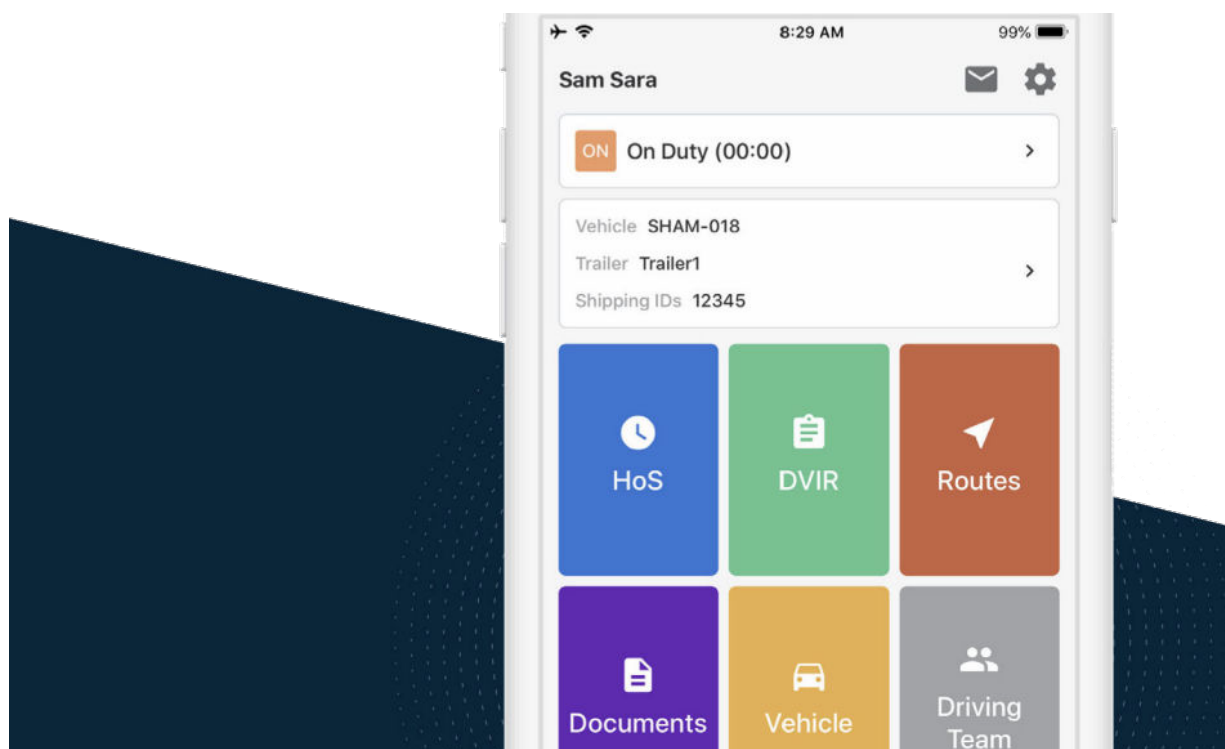 8:29 AM 99%
Sam Sara
ON On Duty (00:00)
Vehicle SHAM-018
Trailer Trailer1
Shipping IDs 12345
HoS
DVIR
Routes
Documents
Vehicle
Driving
Team